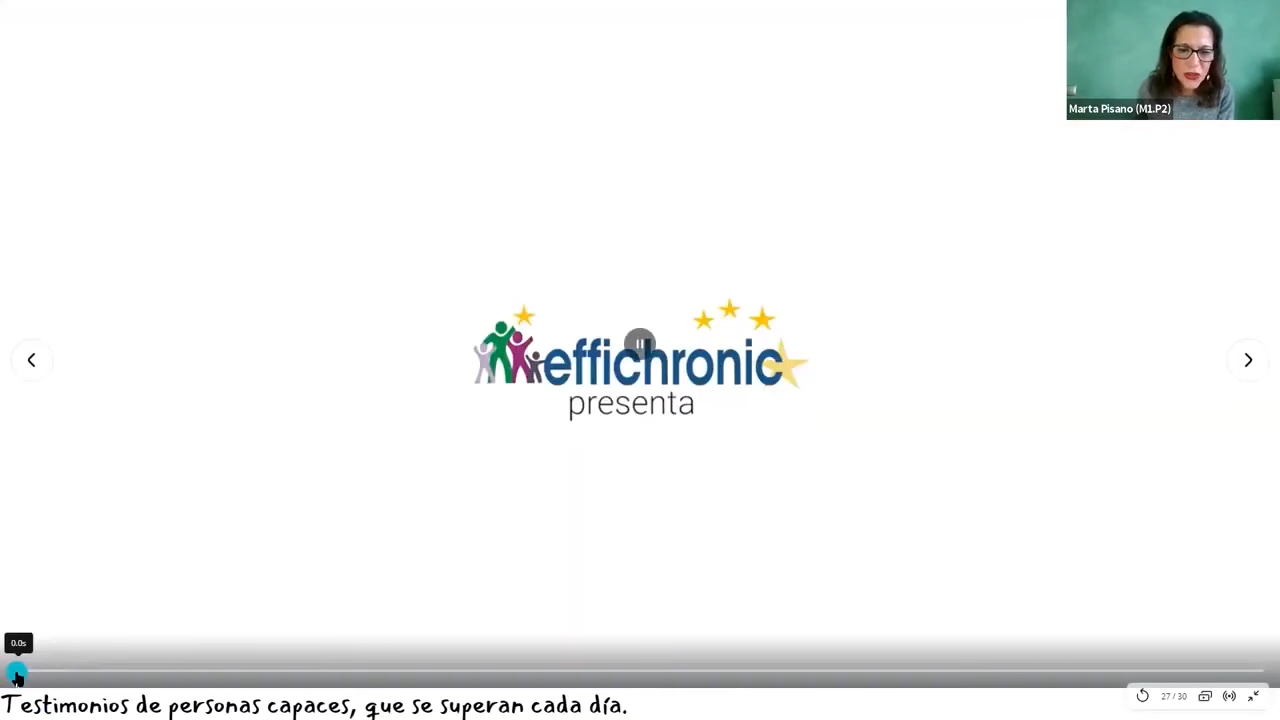 Marta Pisano (M1.P2)
effichronic
presenta
0.0s
Testimonios de personas capaces, que se superan cada día.
27 / 30